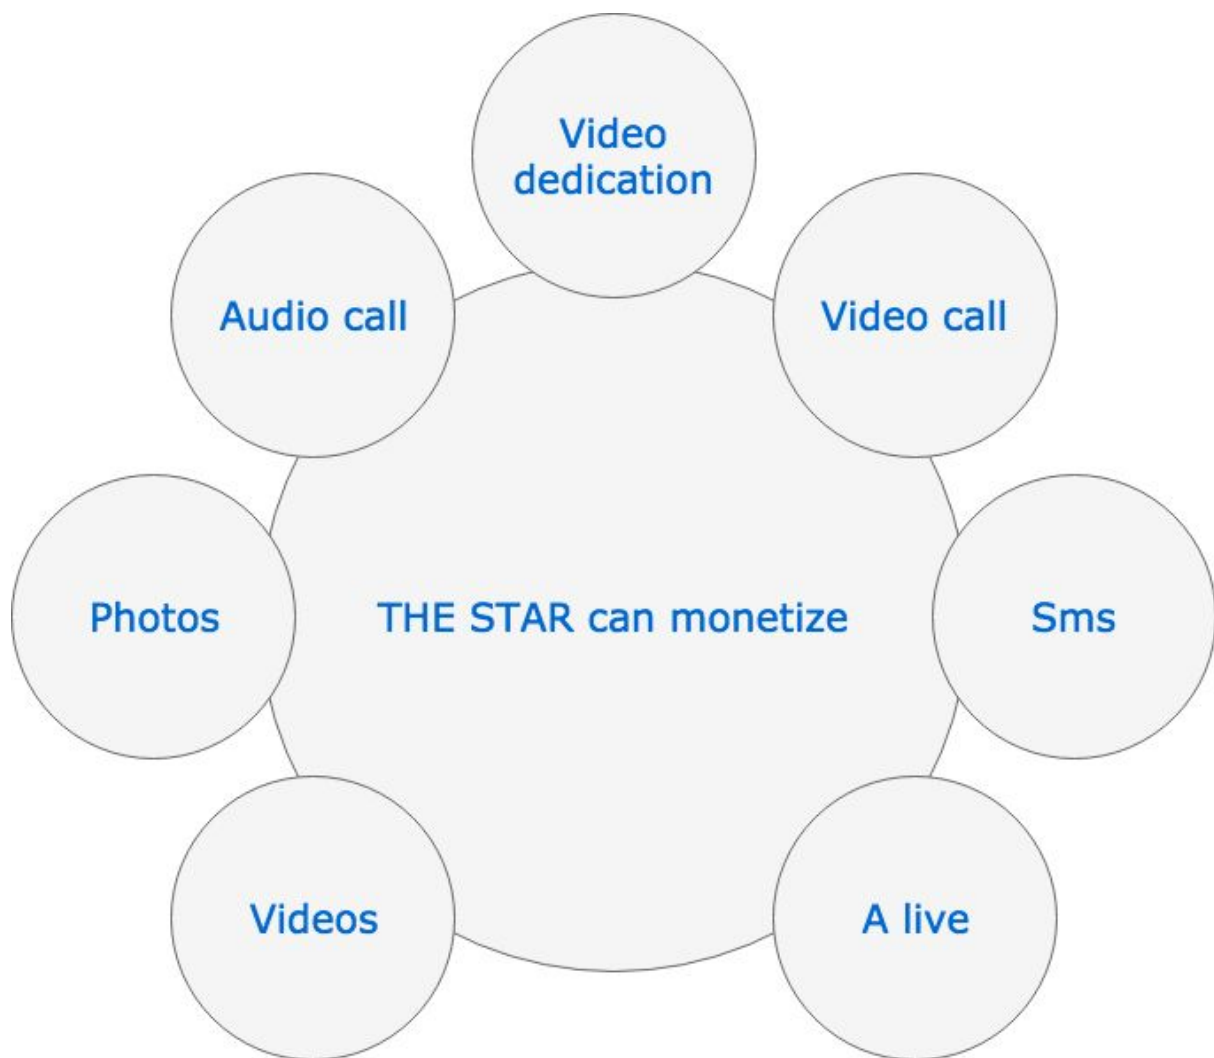 Video
dedication
Audio call
Video call
Photos
THE STAR can monetize
Sms
Videos
A live